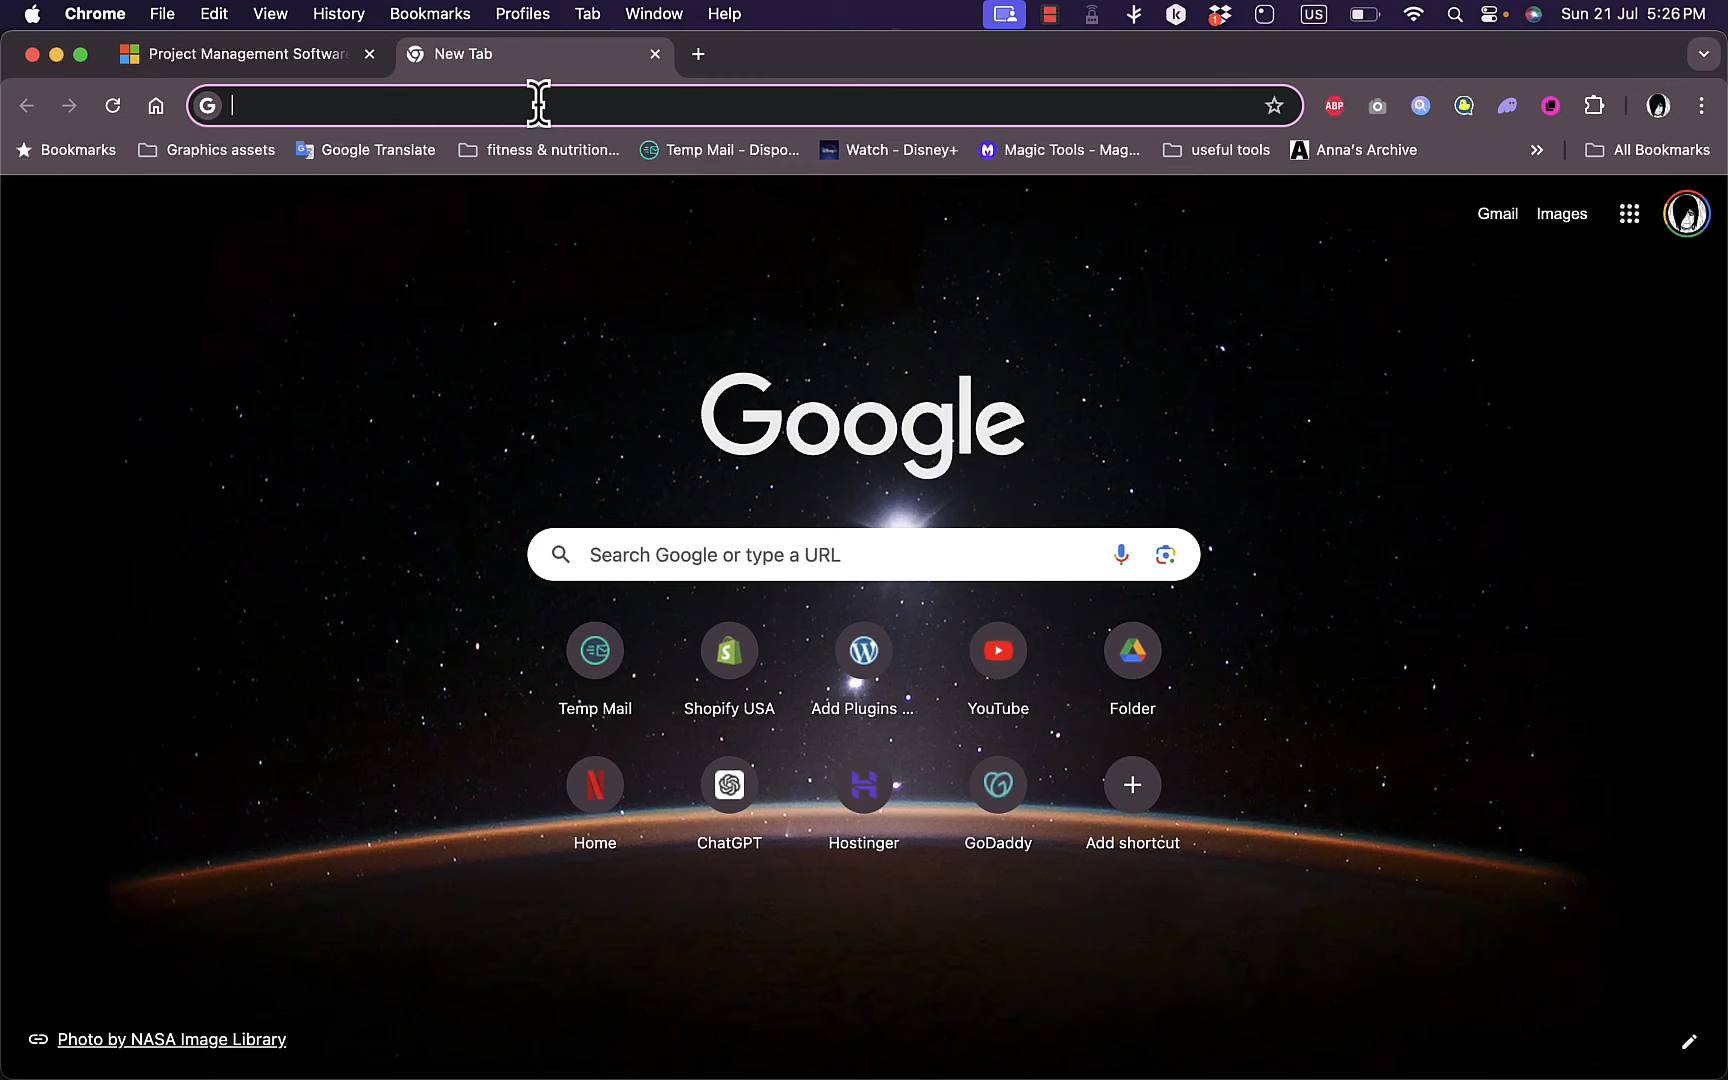 Chrome File Edit View History Bookmarks Profiles Tab Window Help US Sun 21 Jul 5:26 PM
Project Management Software New Tab
G ABP
Bookmarks Graphics assets Google Translate fitness & nutrition... Temp Mail - Dispo... Watch - Disney+ Magic Tools - Mag... useful tools Anna's Archive All Bookmarks
Gmail Images
Google
Search Google or type a URL
Temp Mail Shopify USA Add Plugins ... YouTube Folder
Home ChatGPT Hostinger GoDaddy Add shortcut
Photo by NASA Image Library